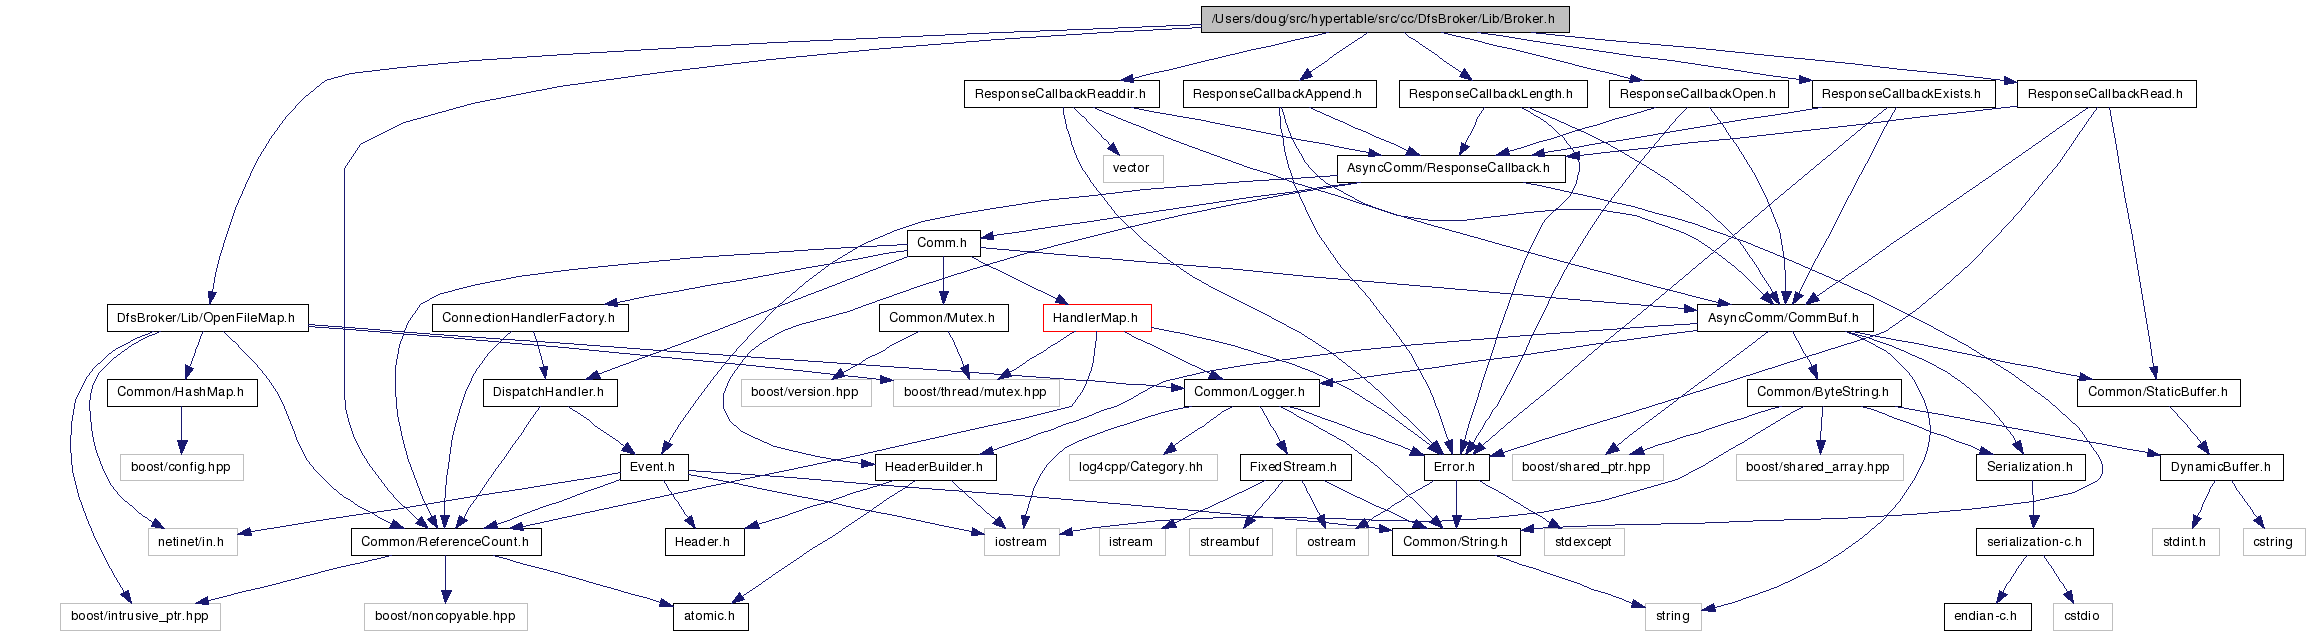 /Users/doug/src/hypertable/src/cc/DfsBroker/Lib/Broker.h
ResponseCallbackReaddir.h
ResponseCallbackAppend.h
ResponseCallbackLength.h
ResponseCallbackOpen.h
ResponseCallbackExists.h
ResponseCallbackRead.h
vector
AsyncComm/ResponseCallback.h
Comm.h
DfsBroker/Lib/OpenFileMap.h
ConnectionHandlerFactory.h
Common/Mutex.h
HandlerMap.h
AsyncComm/CommBuf.h
Common/HashMap.h
DispatchHandler.h
boost/version.hpp
boost/thread/mutex.hpp
Common/Logger.h
Common/ByteString.h
Common/StaticBuffer.h
boost/config.hpp
Event.h
HeaderBuilder.h
log4cpp/Category.hh
FixedStream.h
Error.h
boost/shared_ptr.hpp
boost/shared_array.hpp
Serialization.h
DynamicBuffer.h
netinet/in.h
Common/ReferenceCount.h
Header.h
iostream
istream
streambuf
ostream
Common/String.h
stdexcept
serialization-c.h
stdint.h
cstring
boost/intrusive_ptr.hpp
boost/noncopyable.hpp
atomic.h
string
endian-c.h
cstdio